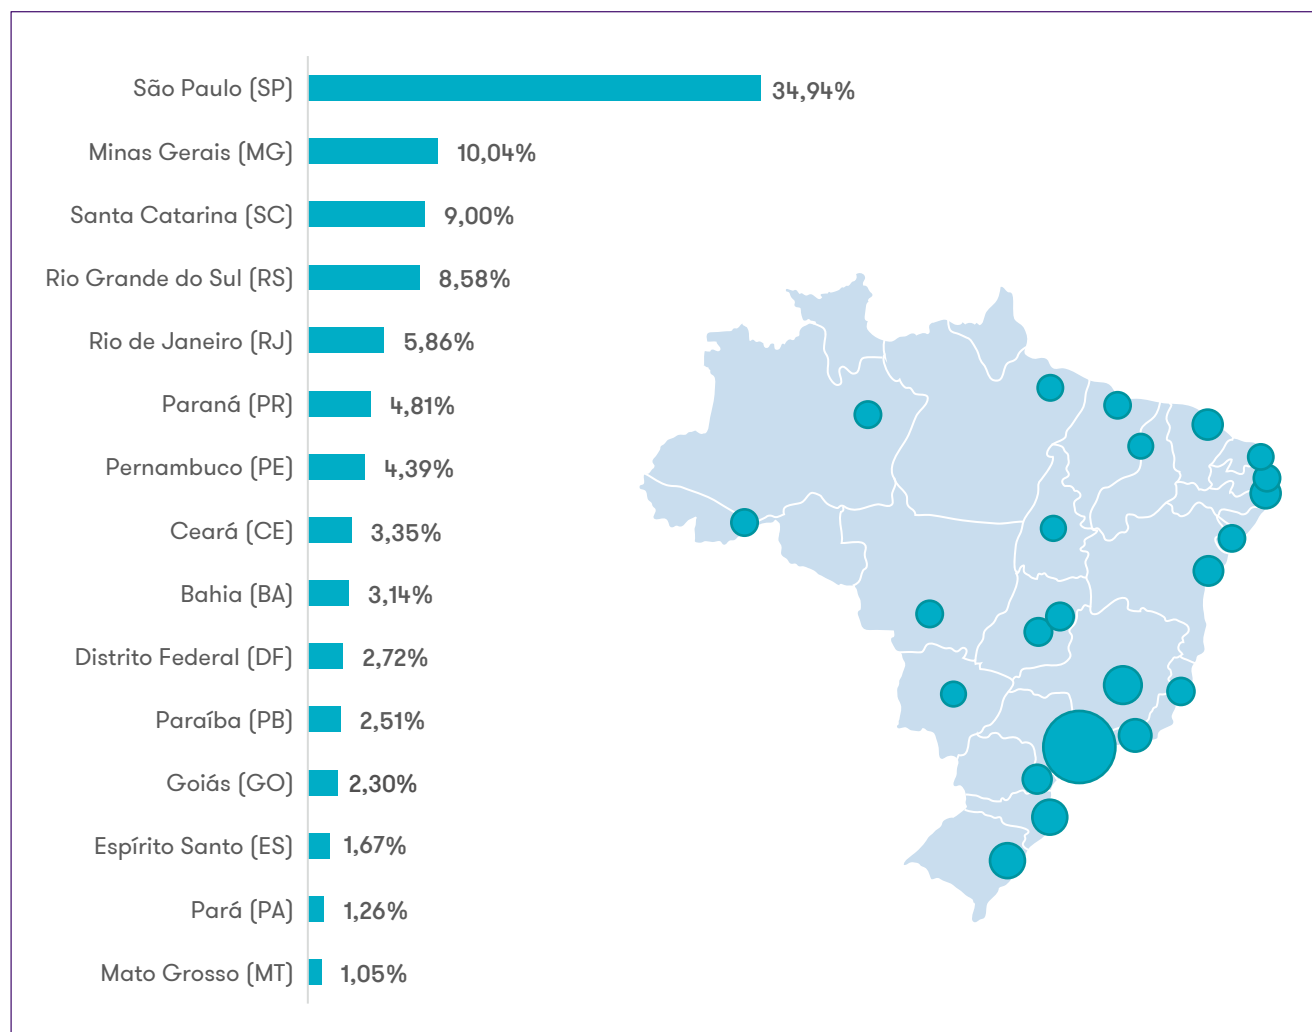 São Paulo (SP) 34,94%
Minas Gerais (MG) 10,04%
Santa Catarina (SC) 9,00%
Rio Grande do Sul (RS) 8,58%
Rio de Janeiro (RJ) 5,86%
Paraná (PR) 4,81%
Pernambuco (PE) 4,39%
Ceará (CE) 3,35%
Bahia (BA) 3,14%
Distrito Federal (DF) 2,72%
Paraíba (PB) 2,51%
Goiás (GO) 2,30%
Espírito Santo (ES) 1,67%
Pará (PA) 1,26%
Mato Grosso (MT) 1,05%